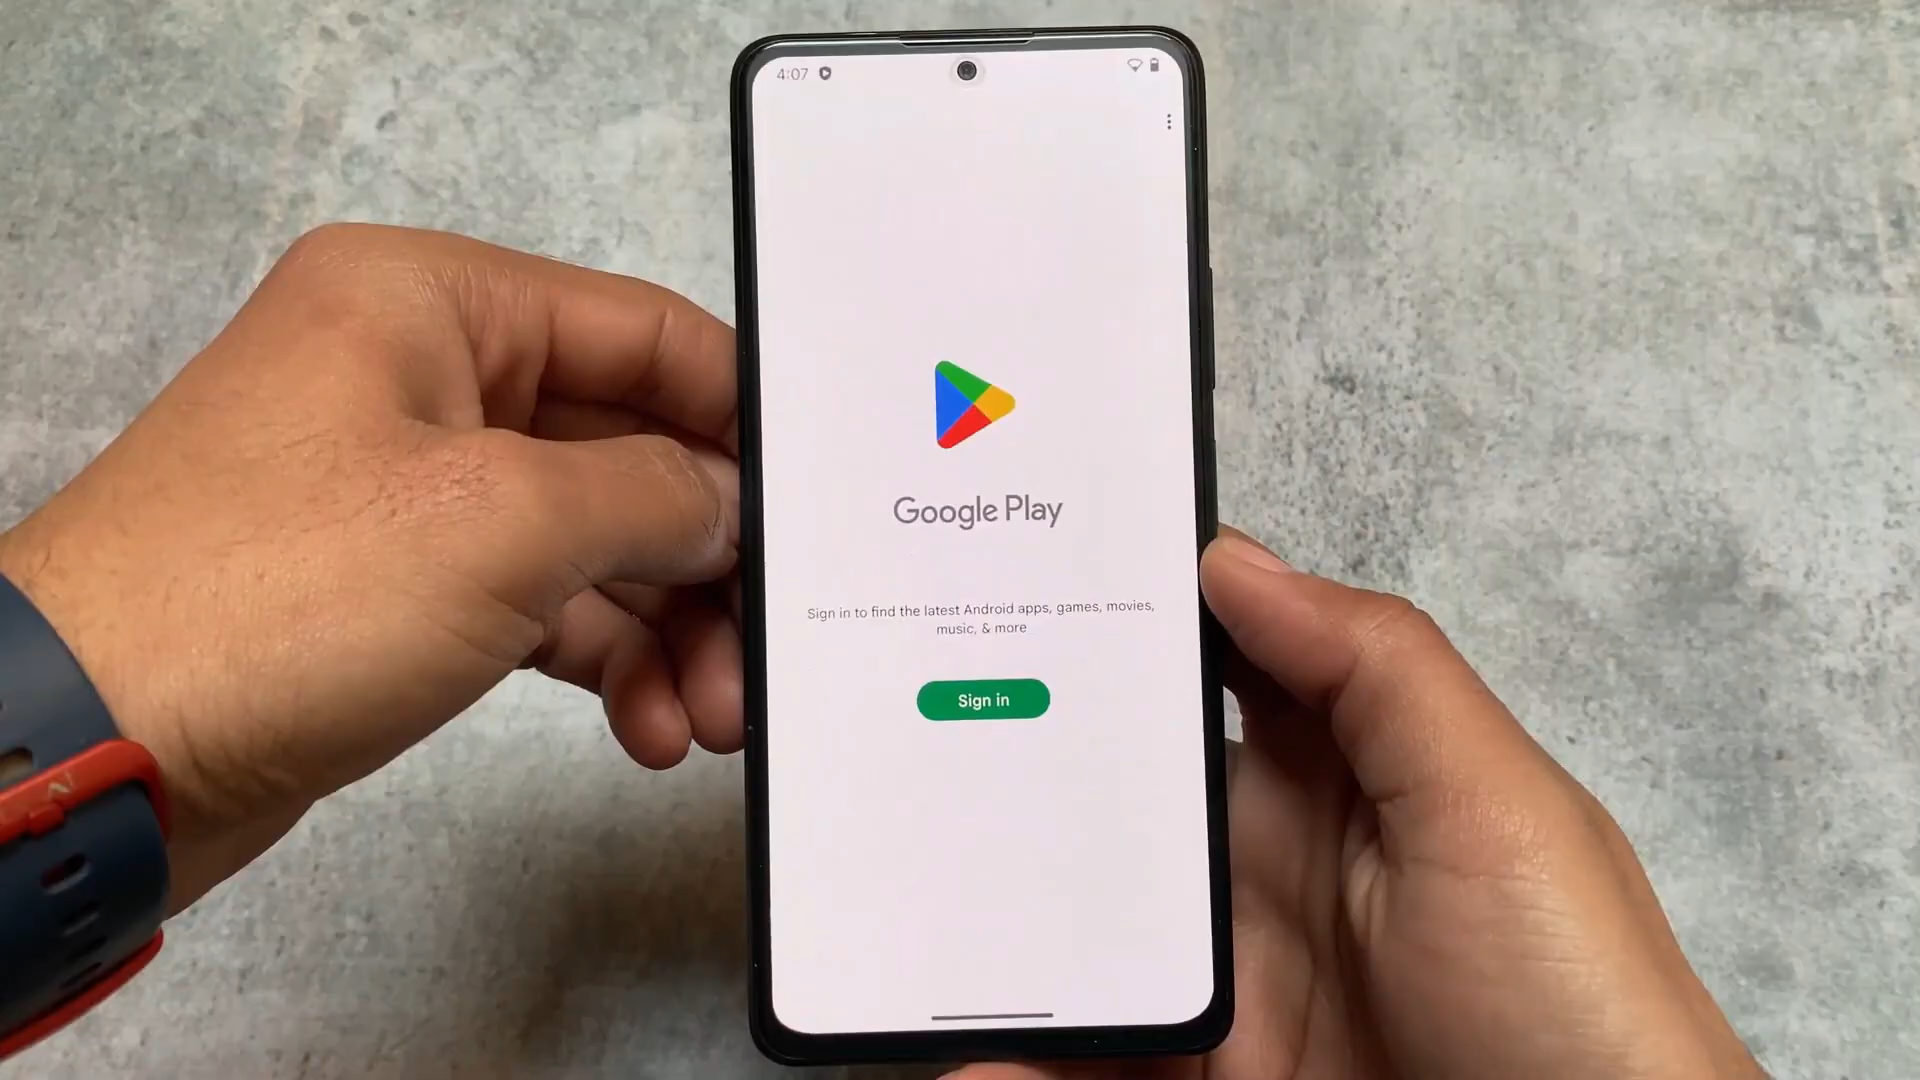 4:07
Google Play
Sign in to find the latest Android apps, games, movies,
music, & more
Sign in